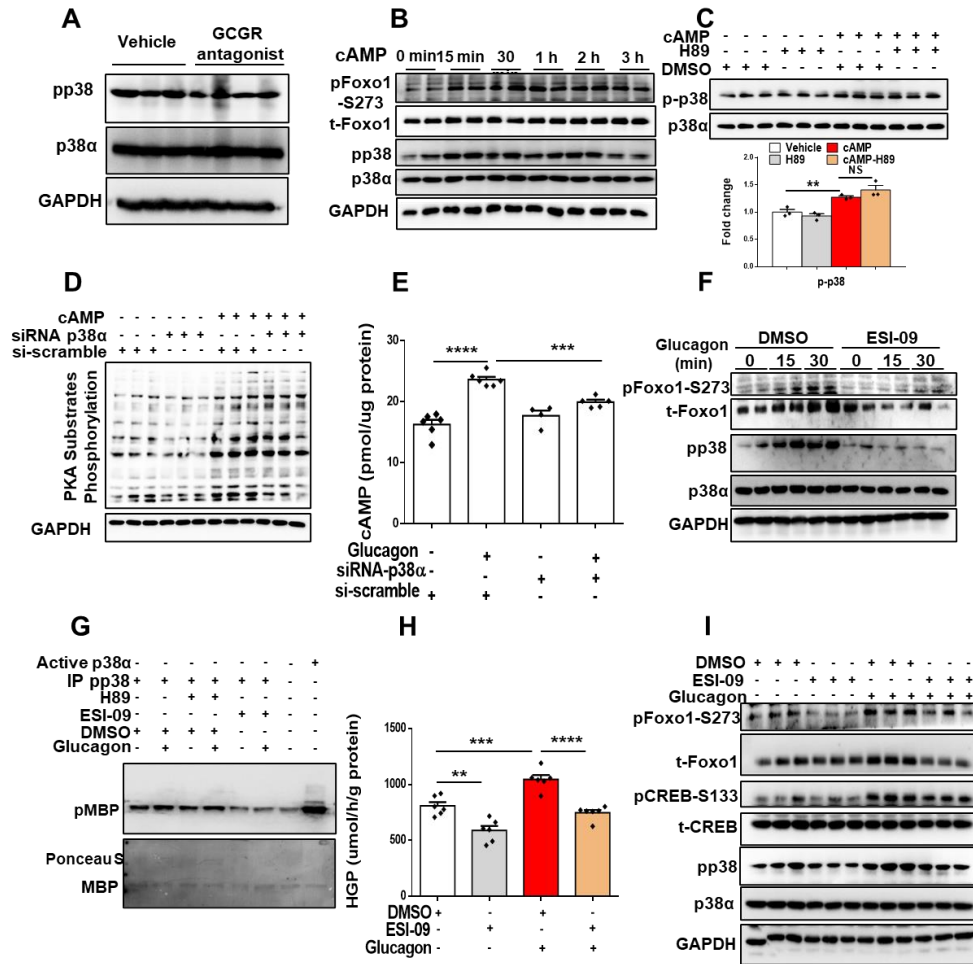 A
Vehicle
GCGR
antagonist
pp38
p38α
GAPDH
B
cAMP
0 min 15 min 30 1 h 2 h 3 h
pFoxo1
-S273
t-Foxo1
pp38
p38α
GAPDH
C
cAMP - - - - - - + + + + + +
H89 - - - + + + - - - + + +
DMSO + + + - - - + + + - - -
p-p38
p38α
Vehicle cAMP
H89 cAMP-H89
NS
**
Fold change
2.0
1.5
1.0
0.5
0.0
p-p38
D
cAMP - - - - - - + + + + + +
siRNA p38α - - - + + + - - - + + +
si-scramble + + + - - - + + + - - -
PKA Substrates
Phosphorylation
GAPDH
E
cAMP (pmol/ug protein)
30
20
10
0
**** ***
Glucagon - + - +
siRNA-p38α - - + +
si-scramble + + - -
F
DMSO ESI-09
Glucagon
(min) 0 15 30 0 15 30
pFoxo1-S273
t-Foxo1
pp38
p38α
GAPDH
G
Active p38α - - - - - - - +
IP pp38 + + + + + + - -
H89 - - + + - - - -
ESI-09 - - - - + + - -
DMSO + + + + - - - -
Glucagon - + - + - + - -
pMBP
Ponceau S
MBP
H
HGP (umol/h/g protein)
1500
1000
500
0
*** ****
**
DMSO + - + -
ESI-09 - + - +
Glucagon - - + +
I
DMSO + + + - - - + + + - - -
ESI-09 - - - + + + - - - + + +
Glucagon - - - - - - + + + + + +
pFoxo1-S273
t-Foxo1
pCREB-S133
t-CREB
pp38
p38α
GAPDH